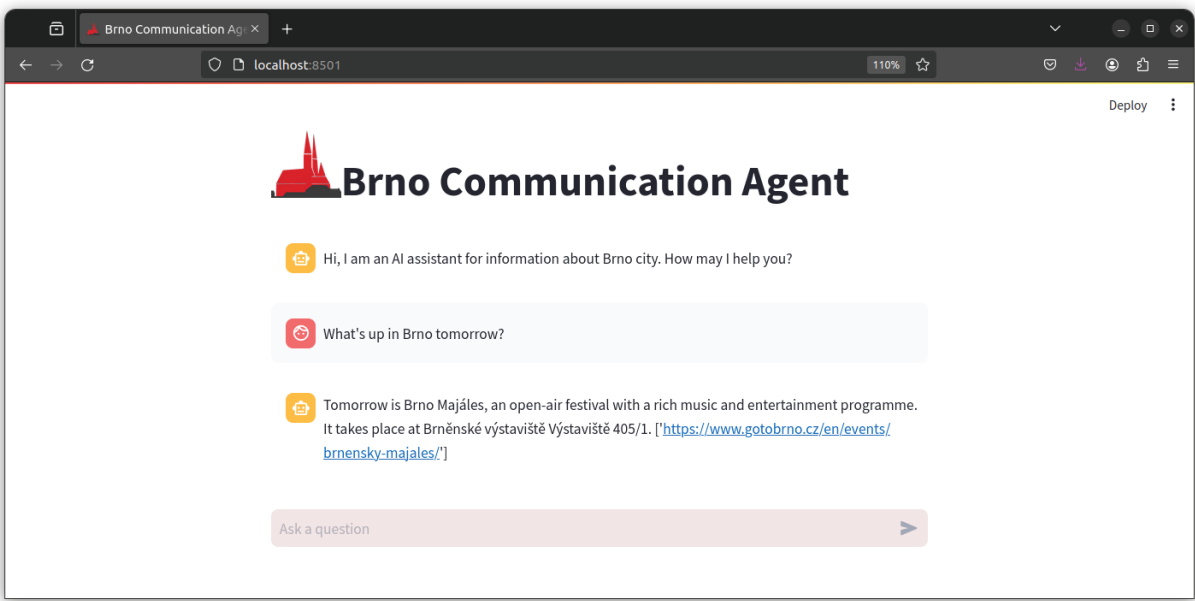 Brno Communication Age
localhost:8501
110%
Deploy
Brno Communication Agent
Hi, I am an AI assistant for information about Brno city. How may I help you?
What's up in Brno tomorrow?
Tomorrow is Brno Majáles, an open-air festival with a rich music and entertainment programme.
It takes place at Brněnské výstaviště Výstaviště 405/1. ['https://www.gotobrno.cz/en/events/
brnensky-majales/']
Ask a question